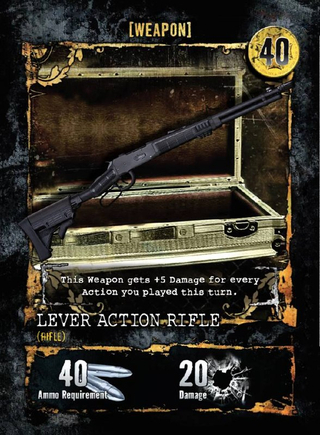 [WEAPON]
40
This Weapon gets +5 Damage for every
Action you played this turn.
LEVER ACTION RIFLE
(RIFLE)
40 20
Ammo Requirement Damage